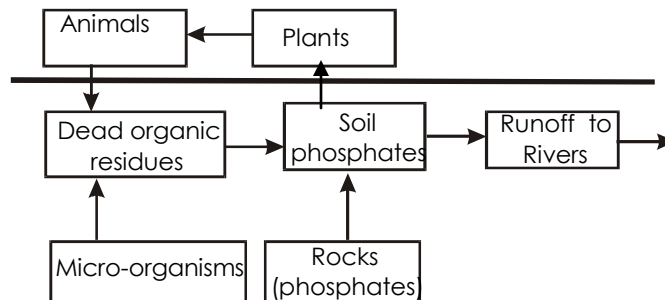 Animals
Plants
Dead organic
residues
Soil
phosphates
Runoff to
Rivers
Micro-organisms
Rocks
(phosphates)